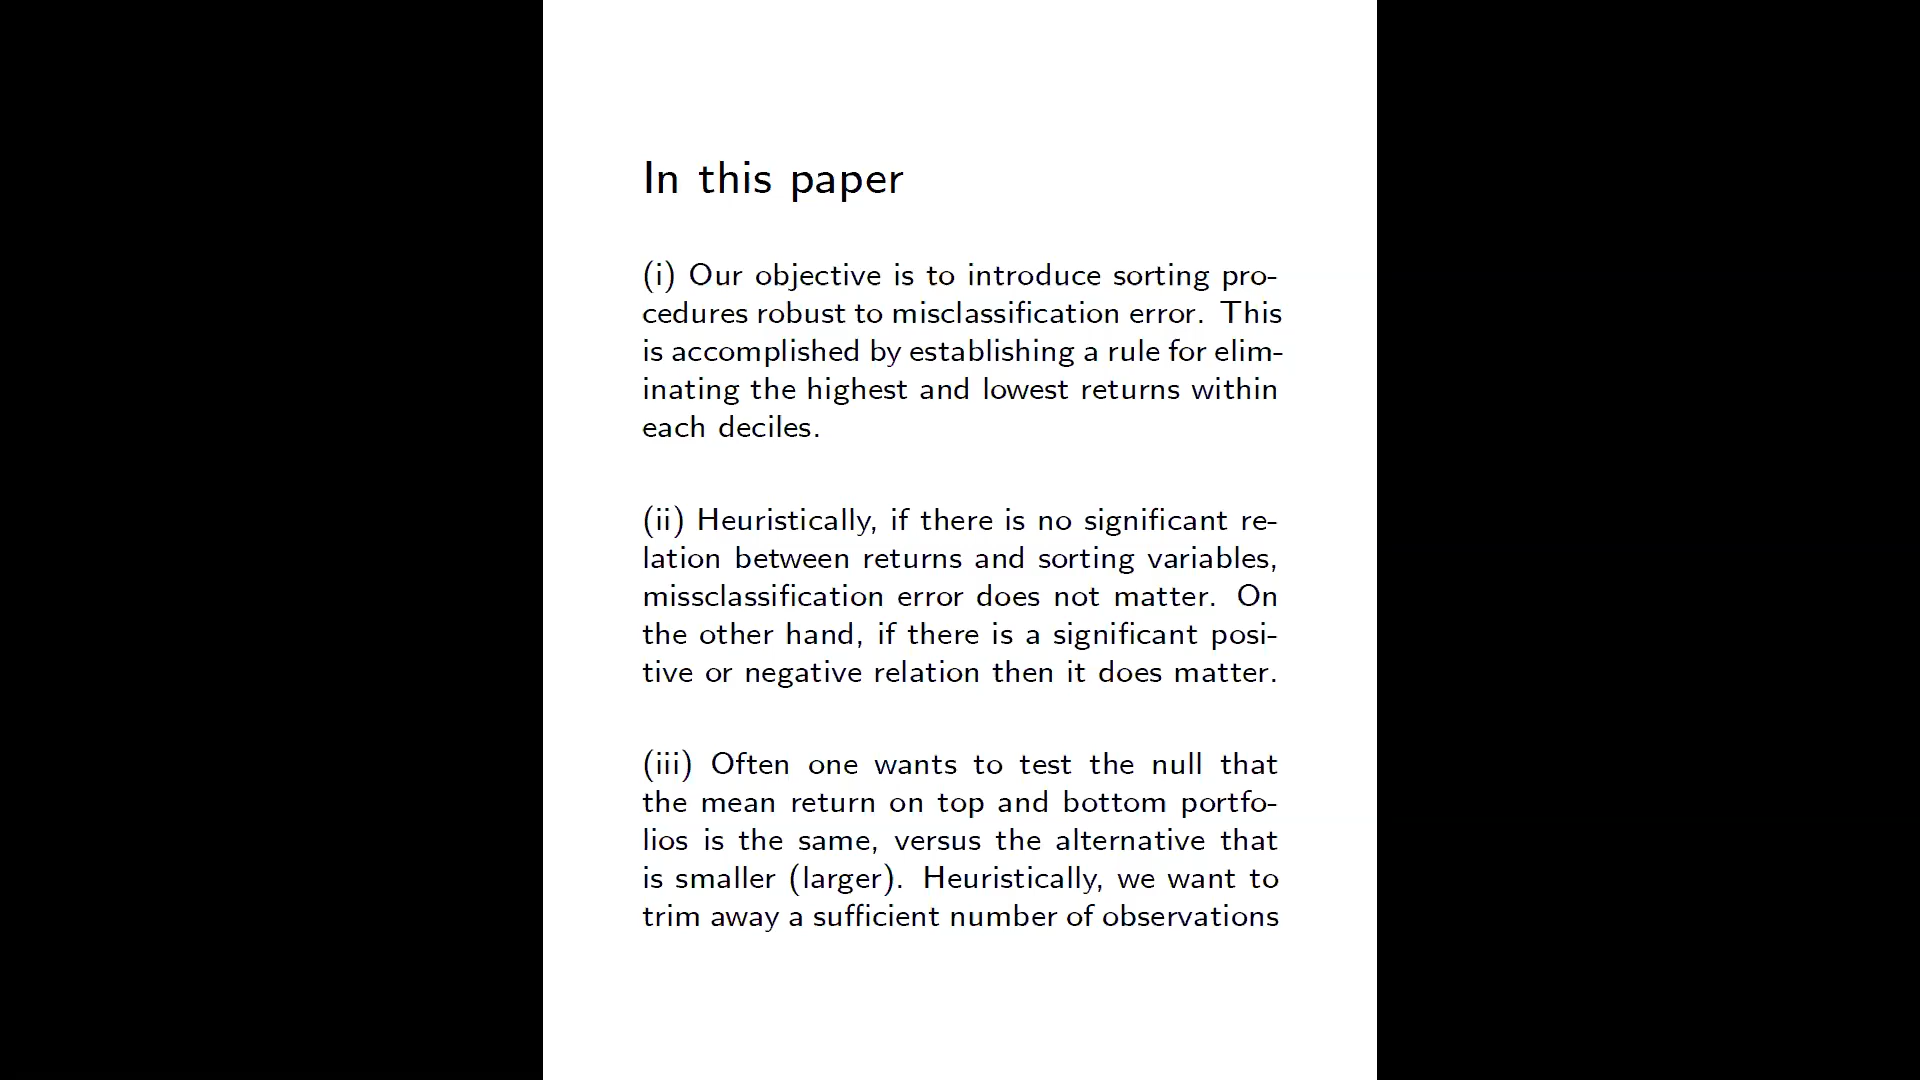 In this paper
(i) Our objective is to introduce sorting pro-
cedures robust to misclassification error. This
is accomplished by establishing a rule for elim-
inating the highest and lowest returns within
each deciles.
(ii) Heuristically, if there is no significant re-
lation between returns and sorting variables,
missclassification error does not matter. On
the other hand, if there is a significant posi-
tive or negative relation then it does matter.
(iii) Often one wants to test the null that
the mean return on top and bottom portfo-
lios is the same, versus the alternative that
is smaller (larger). Heuristically, we want to
trim away a sufficient number of observations